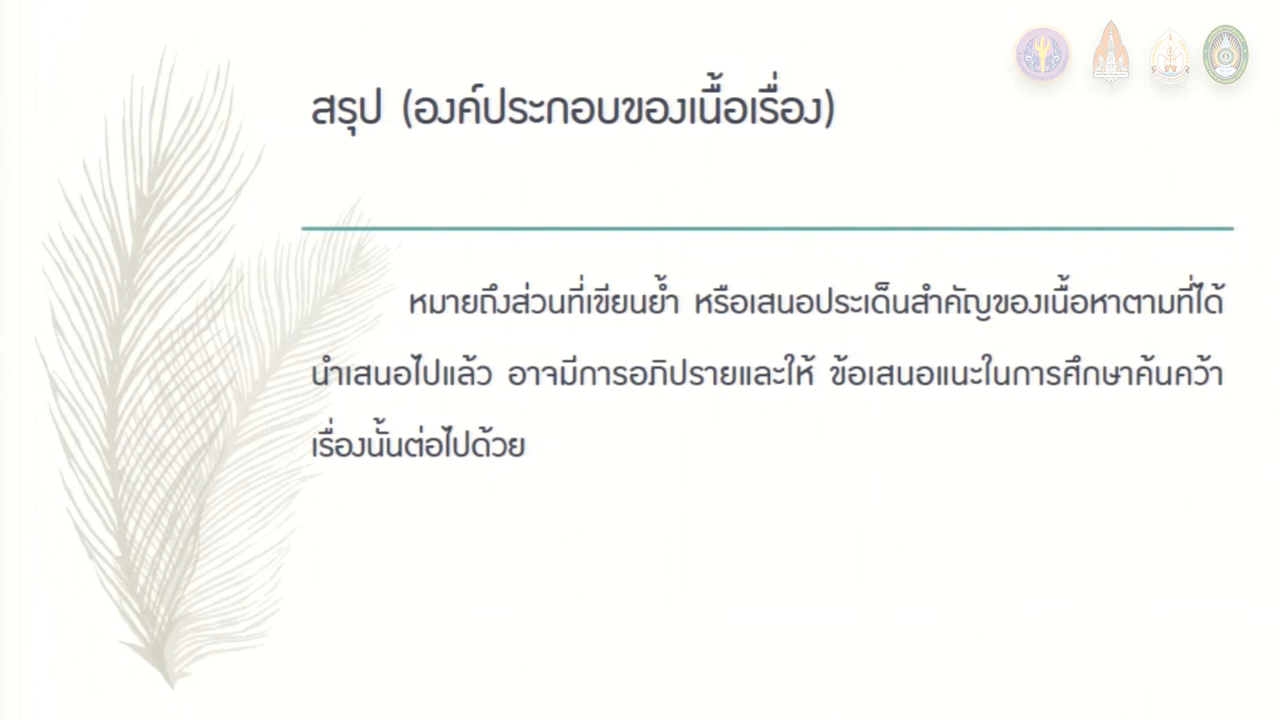 สรุป (องค์ประกอบของเนื้อเรื่อง)
หมายถึงส่วนที่เขียนย้ำ หรือเสนอประเด็นสำคัญของเนื้อหาตามที่ได้
นำเสนอไปแล้ว อาจมีการอภิปรายและให้ ข้อเสนอแนะในการศึกษาค้นคว้า
เรื่องนั้นต่อไปด้วย